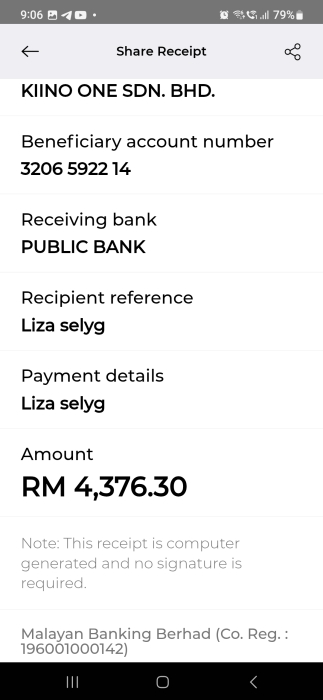 9:06
79%
Share Receipt
KIINO ONE SDN. BHD.
Beneficiary account number
3206 5922 14
Receiving bank
PUBLIC BANK
Recipient reference
Liza selyg
Payment details
Liza selyg
Amount
RM 4,376.30
Note: This receipt is computer
generated and no signature is
required.
Malayan Banking Berhad (Co. Reg. :
196001000142)